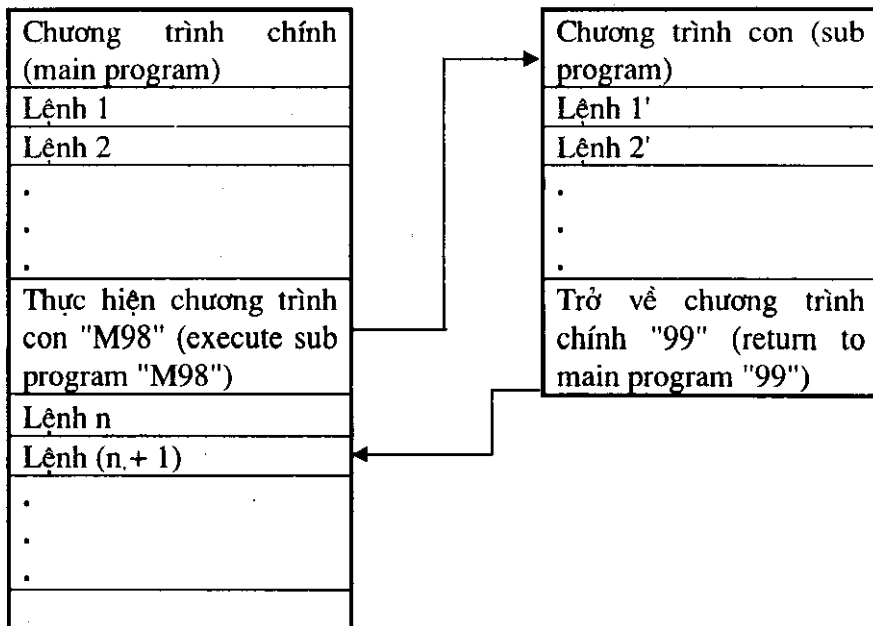 Chương trình chính
(main program)
Lệnh 1
Lệnh 2
.
.
.
Thực hiện chương trình
con "M98" (execute sub
program "M98")
Lệnh n
Lệnh (n + 1)
.
.
.
Chương trình con (sub
program)
Lệnh 1'
Lệnh 2'
.
.
.
Trở về chương trình
chính "99" (return to
main program "99")